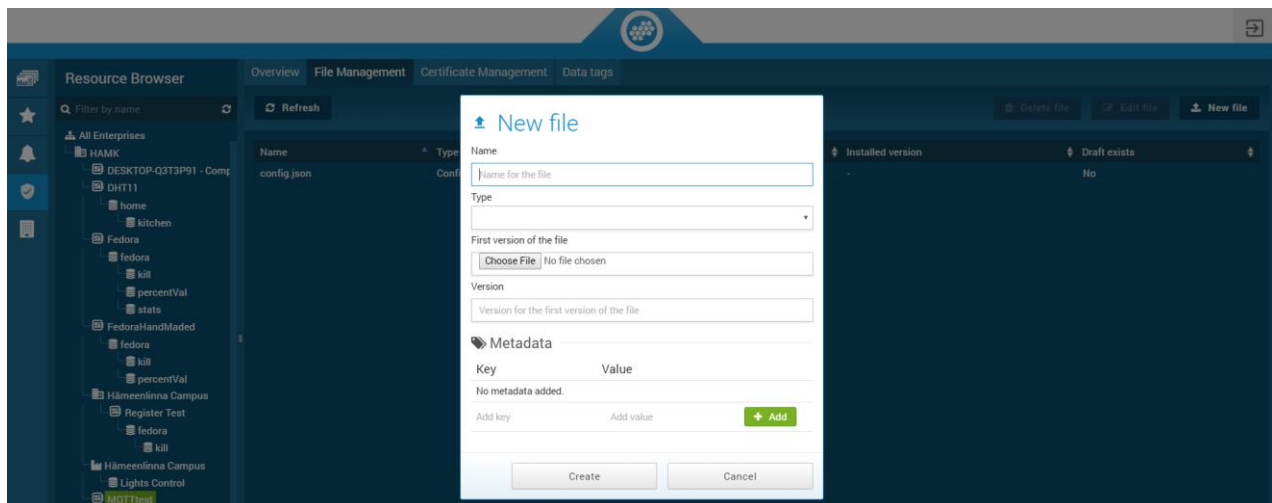 Resource Browser
Filter by name
All Enterprises
HAMK
DESKTOP-Q3T3P91 - Comp
DHT11
home
kitchen
Fedora
fedora
kill
percentVal
stats
FedoraHandMaded
fedora
kill
percentVal
Hämeenlinna Campus
Register Test
fedora
kill
Hämeenlinna Campus
Lights Control
MQTTtest
Overview File Management Certificate Management Data tags
Refresh Delete file Edit file New file
Name Type Installed version Draft exists
config.json Confi - No
New file
Name
Name for the file
Type
First version of the file
Choose File No file chosen
Version
Version for the first version of the file
Metadata
Key Value
No metadata added.
Add key Add value + Add
Create Cancel